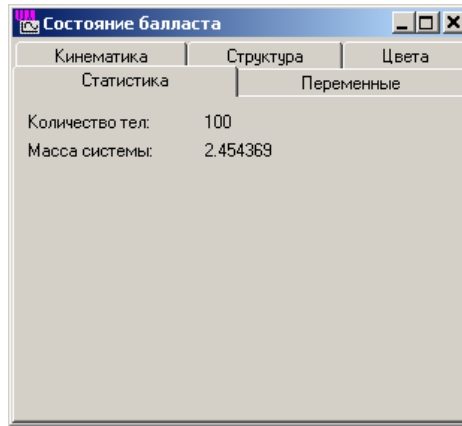 Состояние балласта
Кинематика Структура Цвета
Статистика Переменные
Количество тел: 100
Масса системы: 2.454369